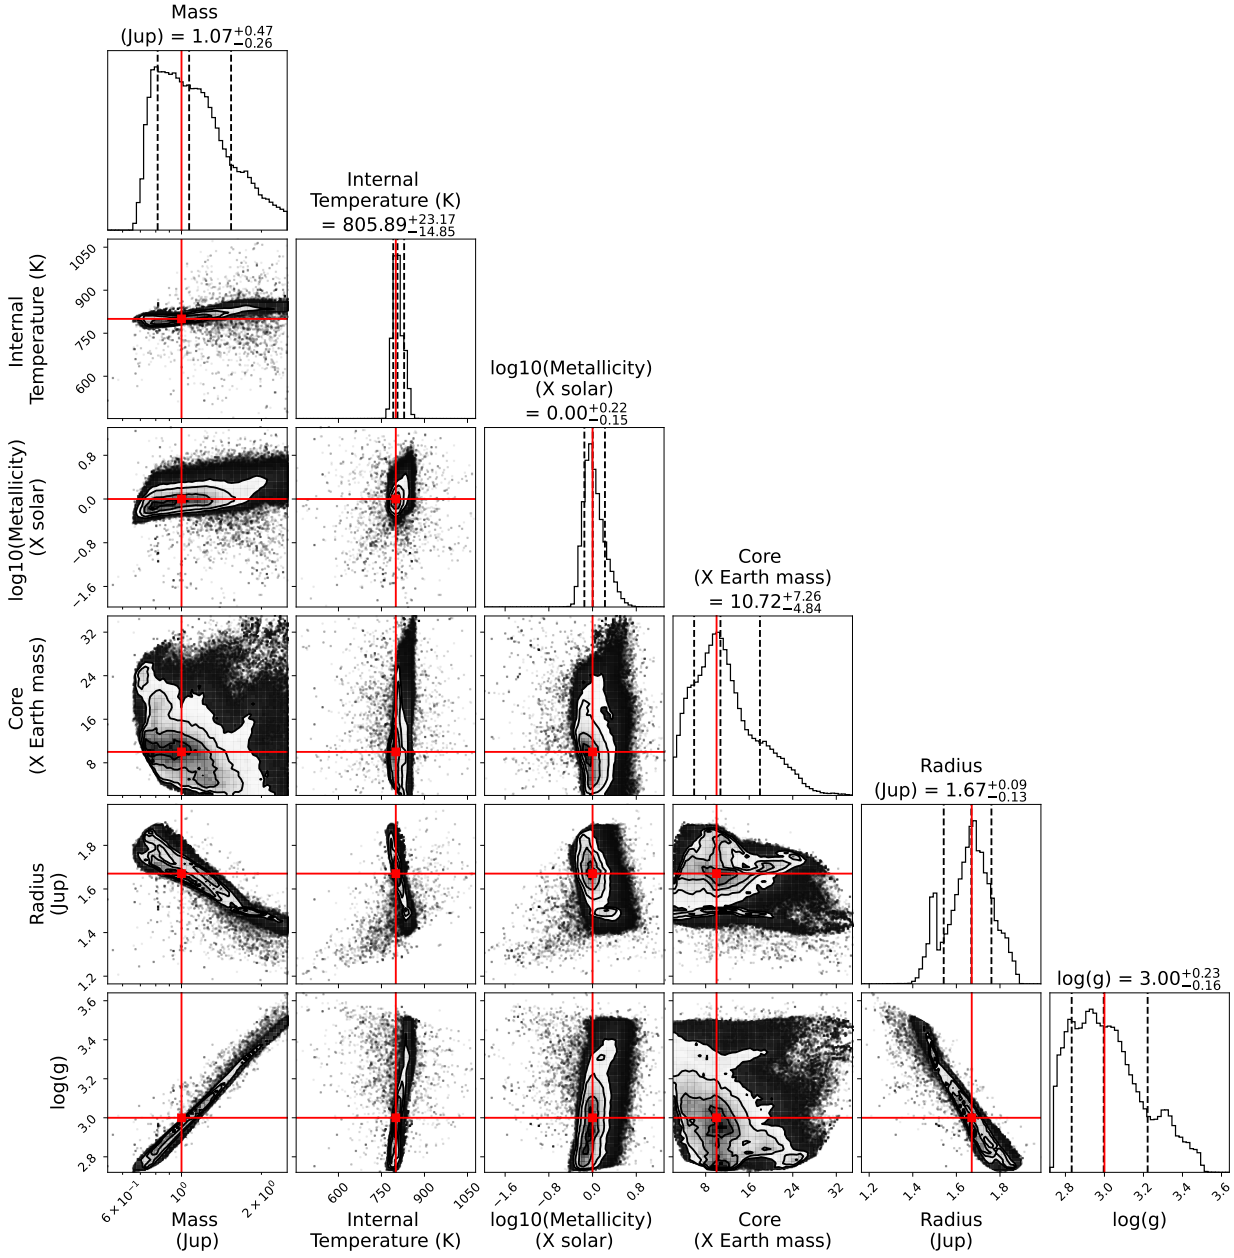 Mass
(Jup) = 1.07+0.47
−0.26
Internal
Temperature (K)
= 805.89+23.17
−14.85
1050
900
750
600
Internal
Temperature (K)
log10(Metallicity)
(X solar)
= 0.00+0.22
−0.15
0.8
0.0
−0.8
−1.6
log10(Metallicity)
(X solar)
Core
(X Earth mass)
= 10.72+7.26
−4.84
32
24
16
8
Core
(X Earth mass)
Radius
(Jup) = 1.67+0.09
−0.13
1.8
1.6
1.4
1.2
Radius
(Jup)
log(g) = 3.00+0.23
−0.16
3.6
3.4
3.2
3.0
2.8
log(g)
6 × 10−1 10⁰ 2 × 10⁰
Mass
(Jup)
600 750 900 1050
Internal
Temperature (K)
−1.6 −0.8 0.0 0.8
log10(Metallicity)
(X solar)
8 16 24 32
Core
(X Earth mass)
1.2 1.4 1.6 1.8
Radius
(Jup)
2.8 3.0 3.2 3.4 3.6
log(g)